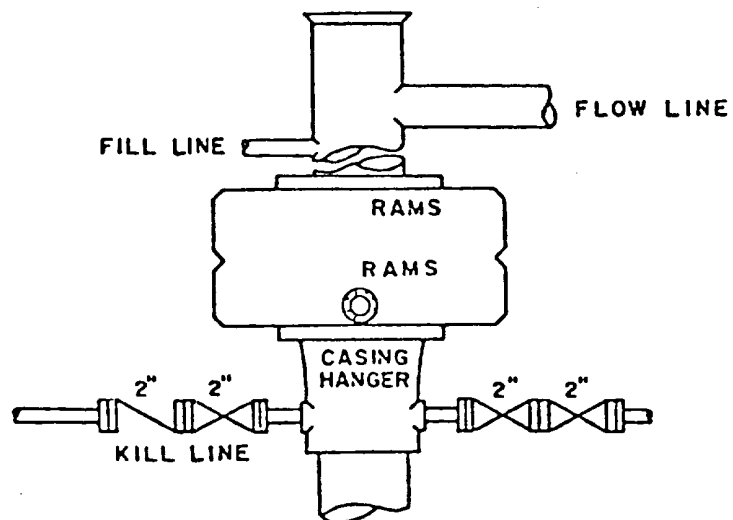 FLOW LINE
FILL LINE
RAMS
RAMS
CASING
HANGER
2" 2" 2" 2"
KILL LINE